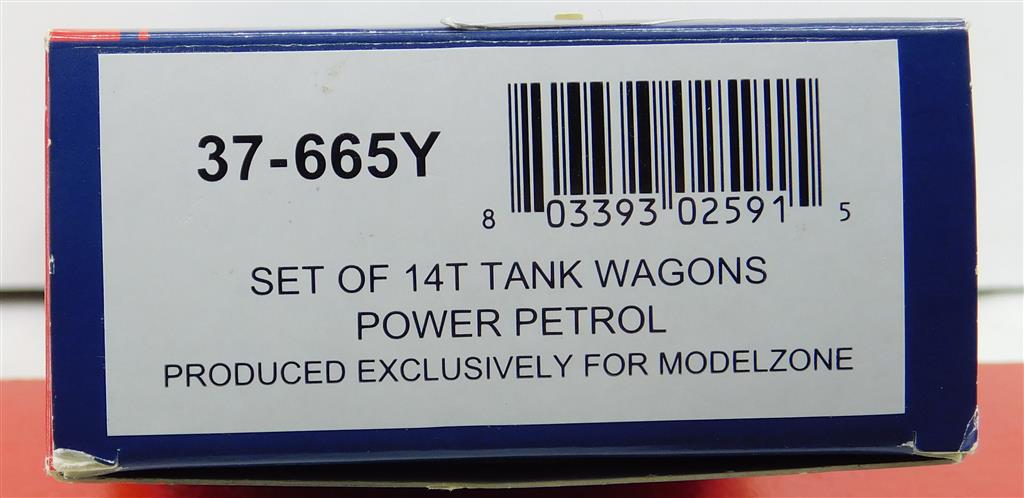 37-665Y
8 03393 02591 5
SET OF 14T TANK WAGONS
POWER PETROL
PRODUCED EXCLUSIVELY FOR MODELZONE